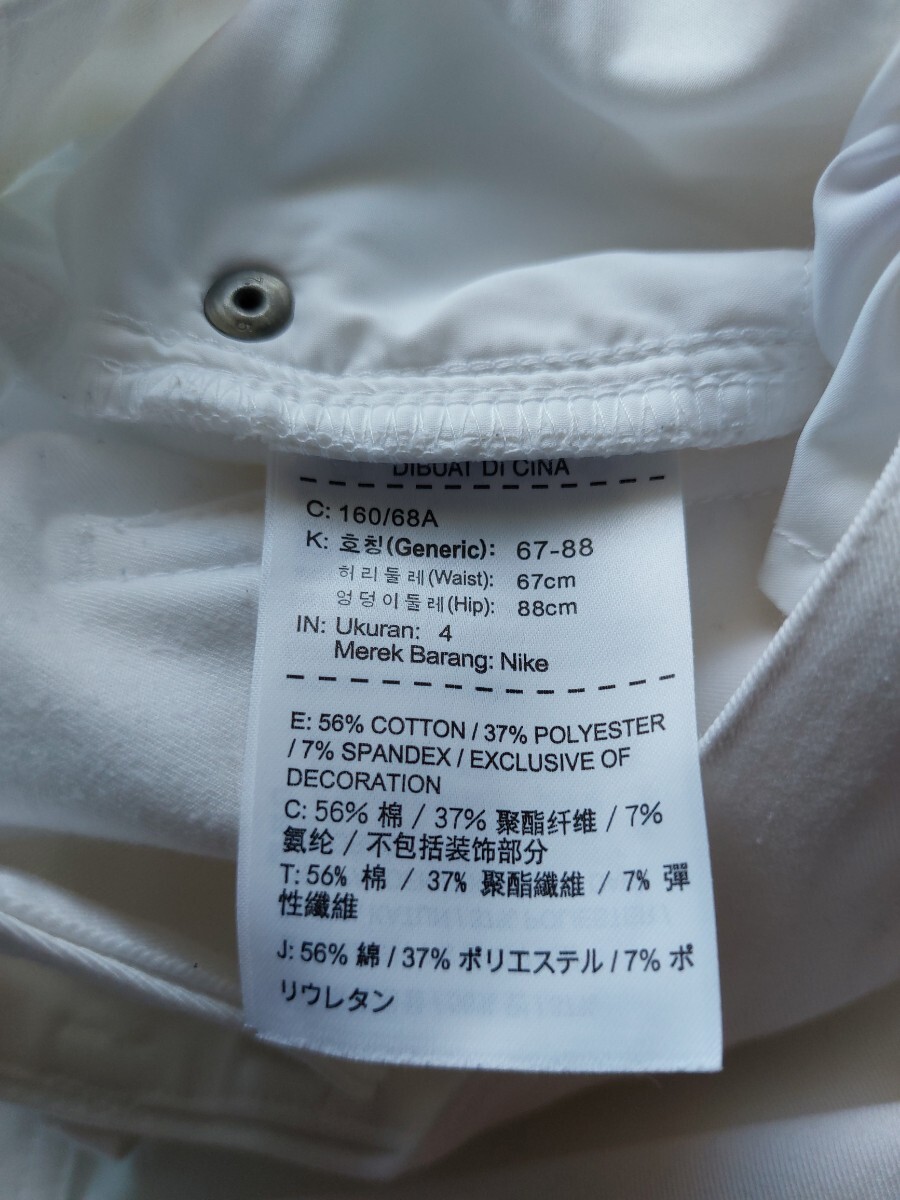 DIBUAT DI CINA
C: 160/68A
K: 호칭(Generic): 67-88
허리둘레(Waist): 67cm
엉덩이둘레(Hip): 88cm
IN: Ukuran: 4
Merek Barang: Nike
E: 56% COTTON / 37% POLYESTER
/ 7% SPANDEX / EXCLUSIVE OF
DECORATION
C: 56% 棉 / 37% 聚酯纤维 / 7%
氨纶 / 不包括装饰部分
T: 56% 棉 / 37% 聚酯纖維 / 7% 彈
性纖維
J: 56% 綿 / 37% ポリエステル / 7% ポ
リウレタン